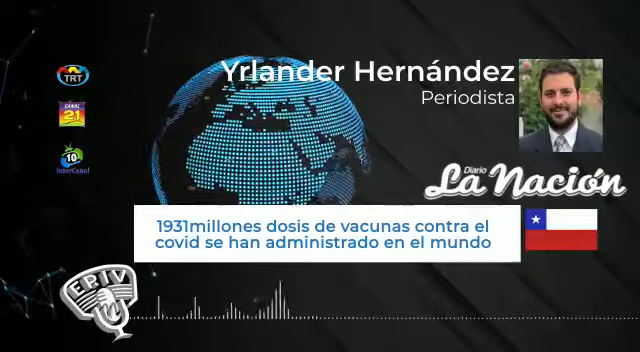 Yrlander Hernández
Periodista
TRT
CANAL
21
10
InterCanal
Diario
La Nación
1931millones dosis de vacunas contra el
covid se han administrado en el mundo
EPIV